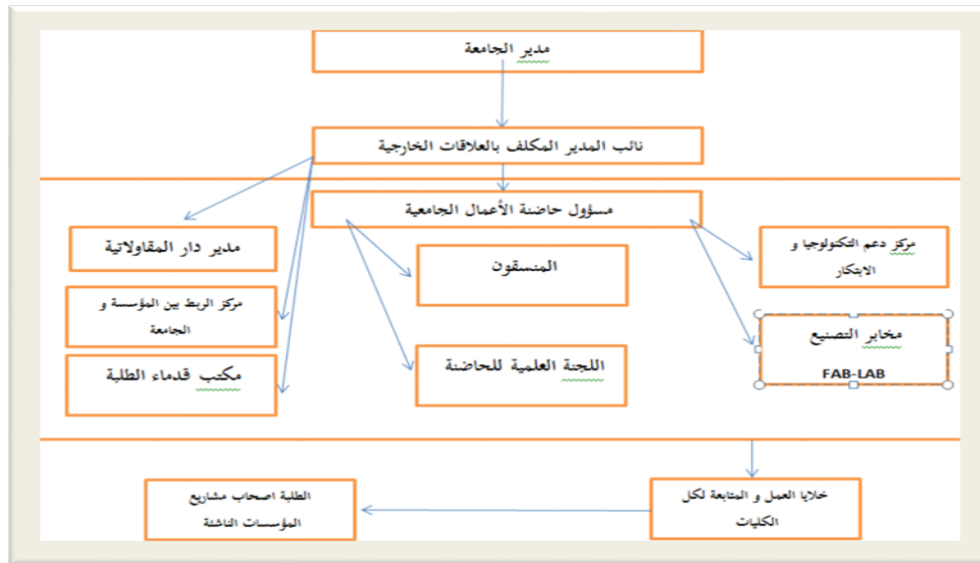 مدير الجامعة
نائب المدير المكلف بالعلاقات الخارجية
مسؤول حاضنة الأعمال الجامعية
مركز دعم التكنولوجيا و
الابتكار
مخابر التصنيع
FAB-LAB
المنسقون
اللجنة العلمية للحاضنة
مدير دار المقاولاتية
مركز الربط بين المؤسسة و
الجامعة
مكتب قدماء الطلبة
خلايا العمل و المتابعة لكل
الكليات
الطلبة اصحاب مشاريع
المؤسسات الناشئة